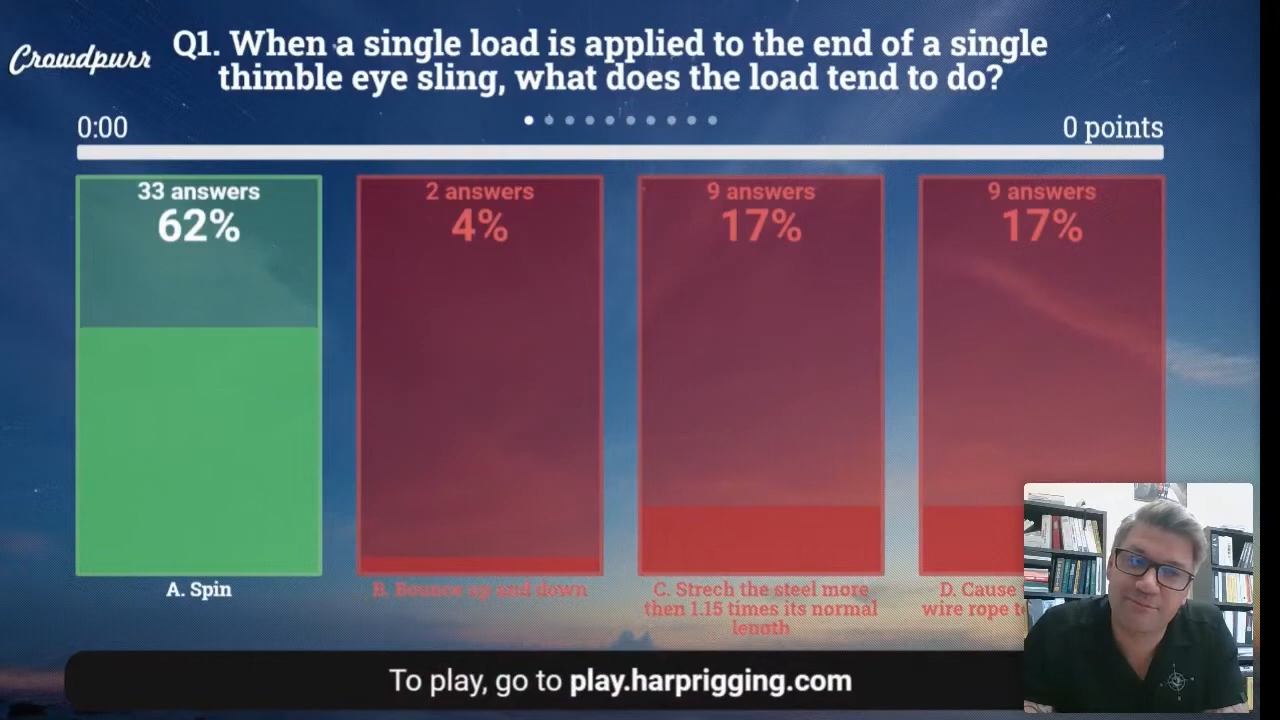 Crowdpurr
Q1. When a single load is applied to the end of a single
thimble eye sling, what does the load tend to do?
0:00
0 points
33 answers
62%
2 answers
4%
9 answers
17%
9 answers
17%
A. Spin
B. Bounce up and down
C. Strech the steel more
then 1.15 times its normal
length
D. Cause
wire rope
To play, go to play.harprigging.com